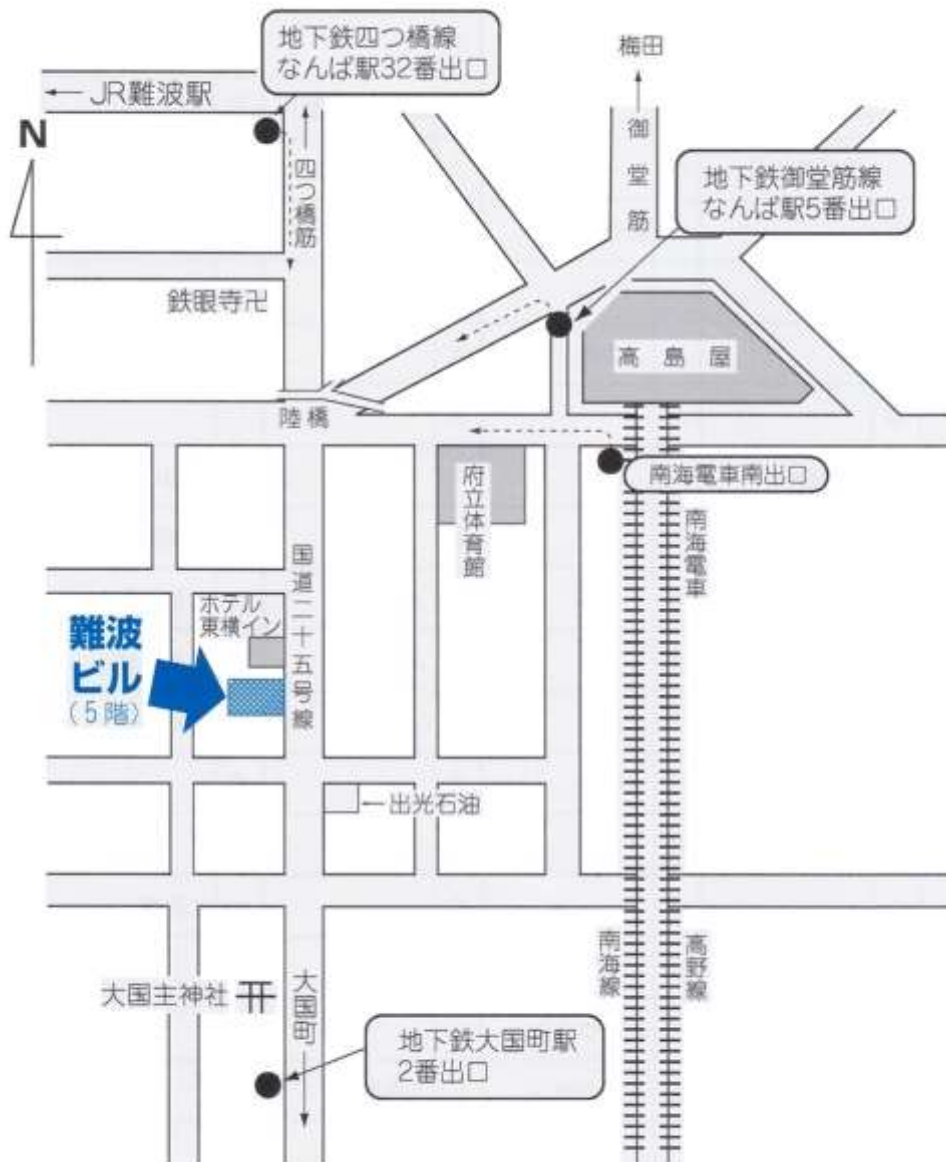 地下鉄四つ橋線
なんば駅32番出口
梅田
JR難波駅
N
四つ橋筋
御堂筋
地下鉄御堂筋線
なんば駅5番出口
鉄眼寺卍
高島屋
陸橋
南海電車南出口
府立体育館
南海電車
国道二十五号線
ホテル
東横イン
難波
ビル
(5階)
出光石油
南海線
高野線
大国主神社
大国町
地下鉄大国町駅
2番出口